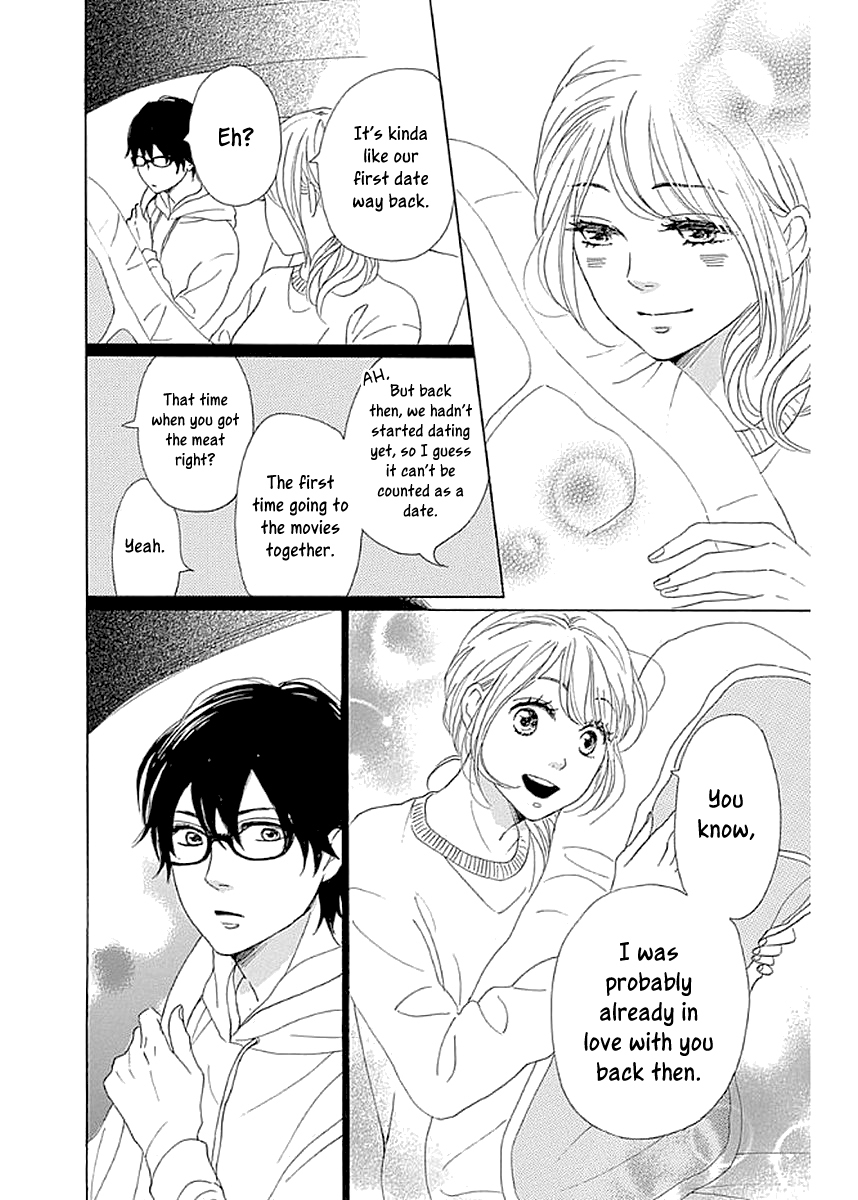 It's kinda
like our
first date
way back.
Eh?
AH.
But back
then, we hadn't
started dating
yet, so I guess
it can't be
counted as a
date.
The first
time going to
the movies
together.
That time
when you got
the meat
right?
Yeah.
You
know,
I was
probably
already in
love with you
back then.